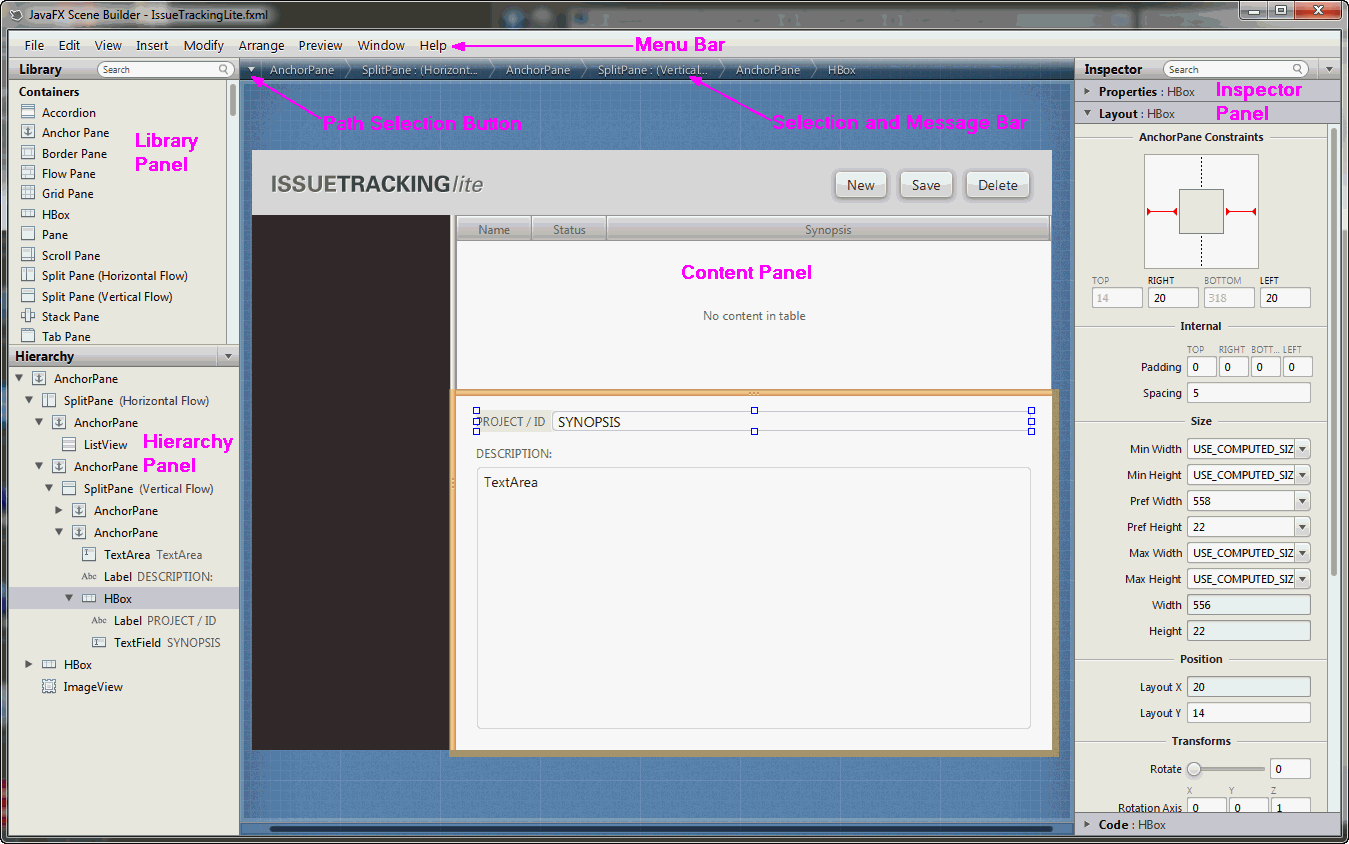 JavaFX Scene Builder - IssueTrackingLite.fxml
File Edit View Insert Modify Arrange Preview Window Help
Menu Bar
Library
Search
AnchorPane
SplitPane : (Horizont...
AnchorPane
SplitPane : (Vertical...
AnchorPane
HBox
Inspector
Search
Containers
Accordion
Anchor Pane
Border Pane
Flow Pane
Grid Pane
HBox
Pane
Scroll Pane
Split Pane (Horizontal Flow)
Split Pane (Vertical Flow)
Stack Pane
Tab Pane
Library
Panel
Path Selection Button
Selection and Message Bar
Hierarchy
AnchorPane
SplitPane (Horizontal Flow)
AnchorPane
ListView
AnchorPane
SplitPane (Vertical Flow)
AnchorPane
AnchorPane
TextArea TextArea
Abc Label DESCRIPTION:
HBox
Abc Label PROJECT / ID
TextField SYNOPSIS
HBox
ImageView
Hierarchy
Panel
ISSUETRACKINGlite
New
Save
Delete
Name
Status
Synopsis
Content Panel
No content in table
PROJECT / ID
SYNOPSIS
DESCRIPTION:
TextArea
Properties : HBox
Inspector
Panel
Layout : HBox
AnchorPane Constraints
TOP RIGHT BOTTOM LEFT
14 20 318 20
Internal
TOP RIGHT BOTT... LEFT
Padding 0 0 0 0
Spacing 5
Size
Min Width USE_COMPUTED_SIZ
Min Height USE_COMPUTED_SIZ
Pref Width 558
Pref Height 22
Max Width USE_COMPUTED_SIZ
Max Height USE_COMPUTED_SIZ
Width 556
Height 22
Position
Layout X 20
Layout Y 14
Transforms
Rotate 0
X Y Z
Rotation Axis 0 0 1
Code : HBox